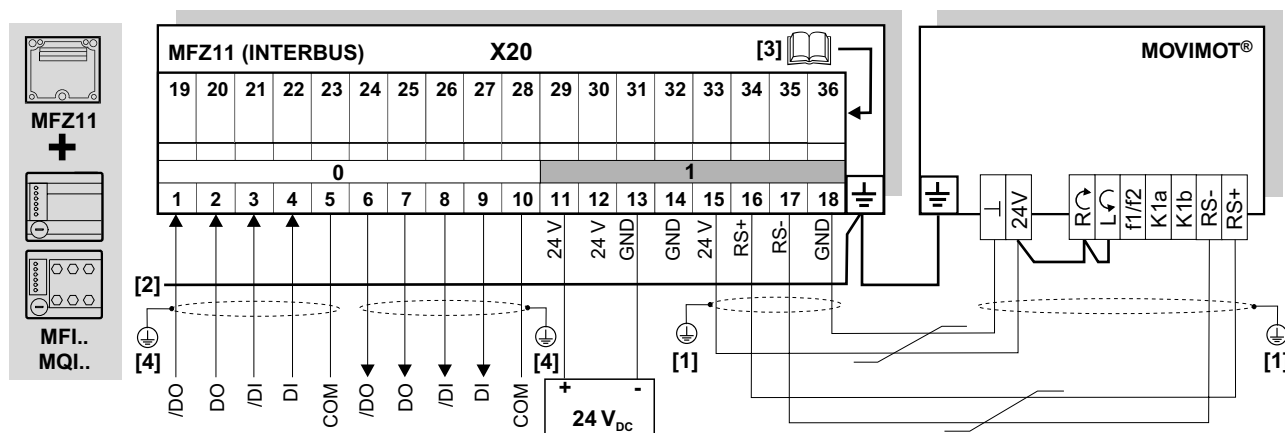 MFZ11 (INTERBUS) X20 [3]
19 20 21 22 23 24 25 26 27 28 29 30 31 32 33 34 35 36
0 1
1 2 3 4 5 6 7 8 9 10 11 12 13 14 15 16 17 18
24 V 24 V GND GND 24 V RS+ RS- GND
MOVIMOT®
⊥ 24V R L f1/f2 K1a K1b RS- RS+
MFZ11
+
MFI..
MQI..
[2]
[4] [4] [1] [1]
/DO DO /DI DI COM /DO DO /DI DI COM
+ -
24 VDC